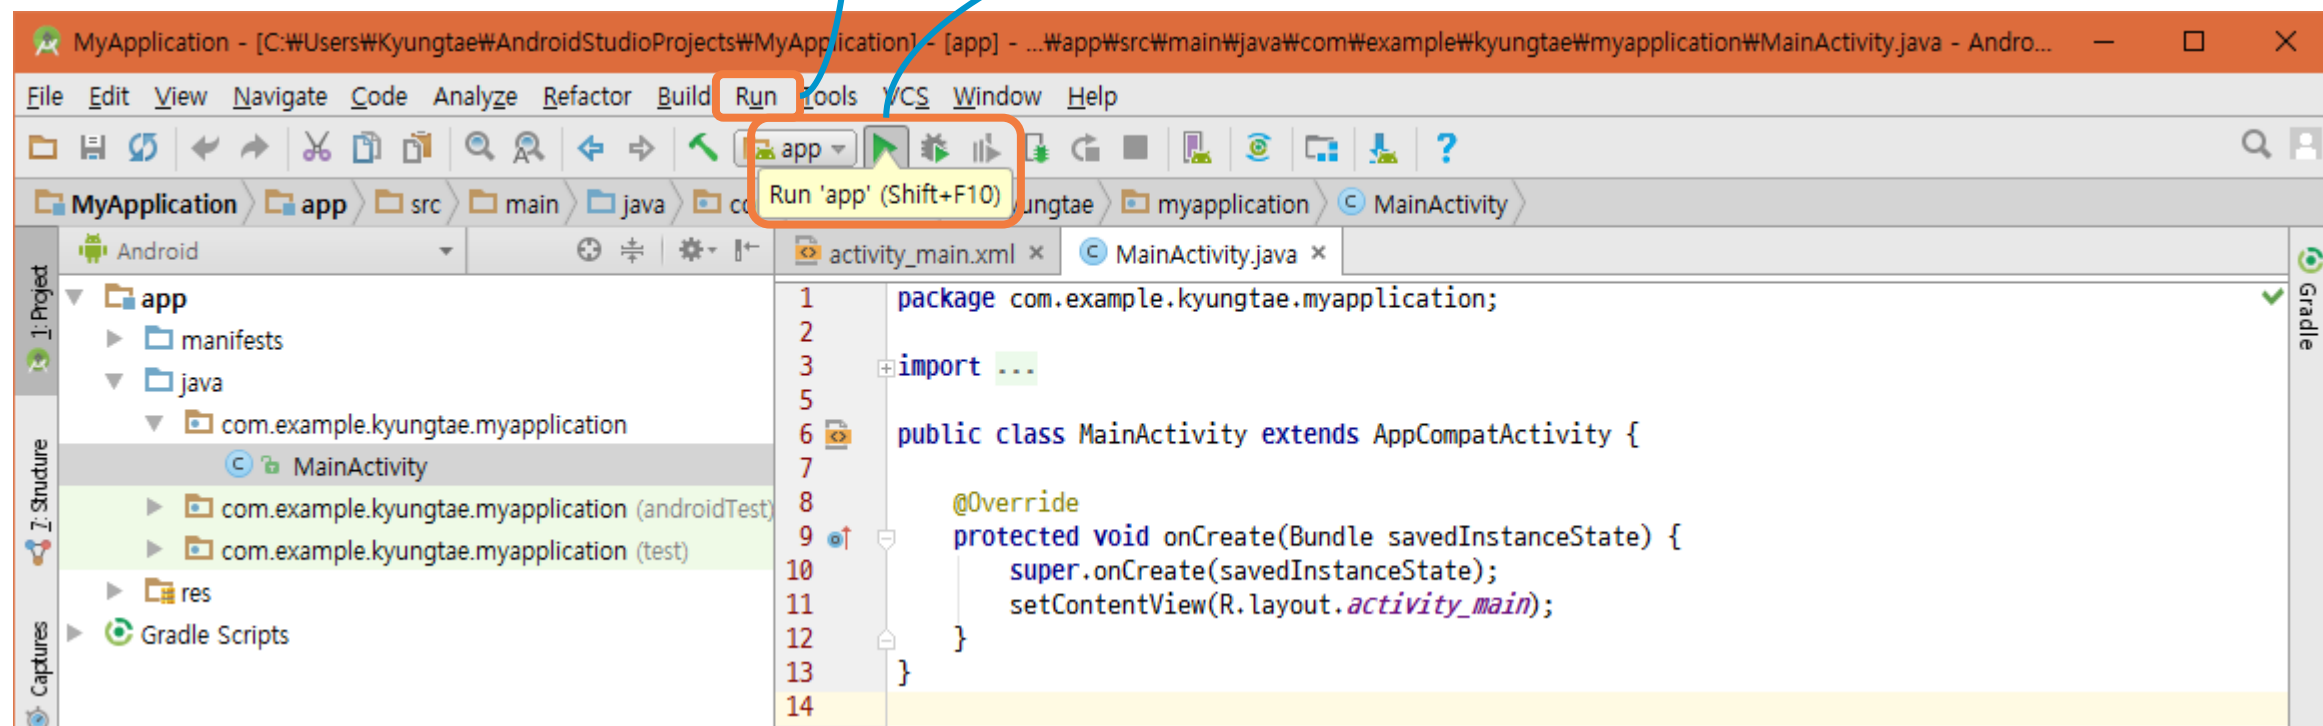 MyApplication - [C:₩Users₩Kyungtae₩AndroidStudioProjects₩MyApplication] - [app] - ...₩app₩src₩main₩java₩com₩example₩kyungtae₩myapplication₩MainActivity.java - Andro...
File Edit View Navigate Code Analyze Refactor Build Run Tools VCS Window Help
app
Run 'app' (Shift+F10)
MyApplication app src main java co ungtae myapplication MainActivity
Android
activity_main.xml MainActivity.java
1: Project
7: Structure
Captures
app
manifests
java
com.example.kyungtae.myapplication
MainActivity
com.example.kyungtae.myapplication (androidTest)
com.example.kyungtae.myapplication (test)
res
Gradle Scripts
1 package com.example.kyungtae.myapplication;
2
3 import ...
5
6 public class MainActivity extends AppCompatActivity {
7
8 @Override
9 protected void onCreate(Bundle savedInstanceState) {
10 super.onCreate(savedInstanceState);
11 setContentView(R.layout.activity_main);
12 }
13 }
14
Gradle